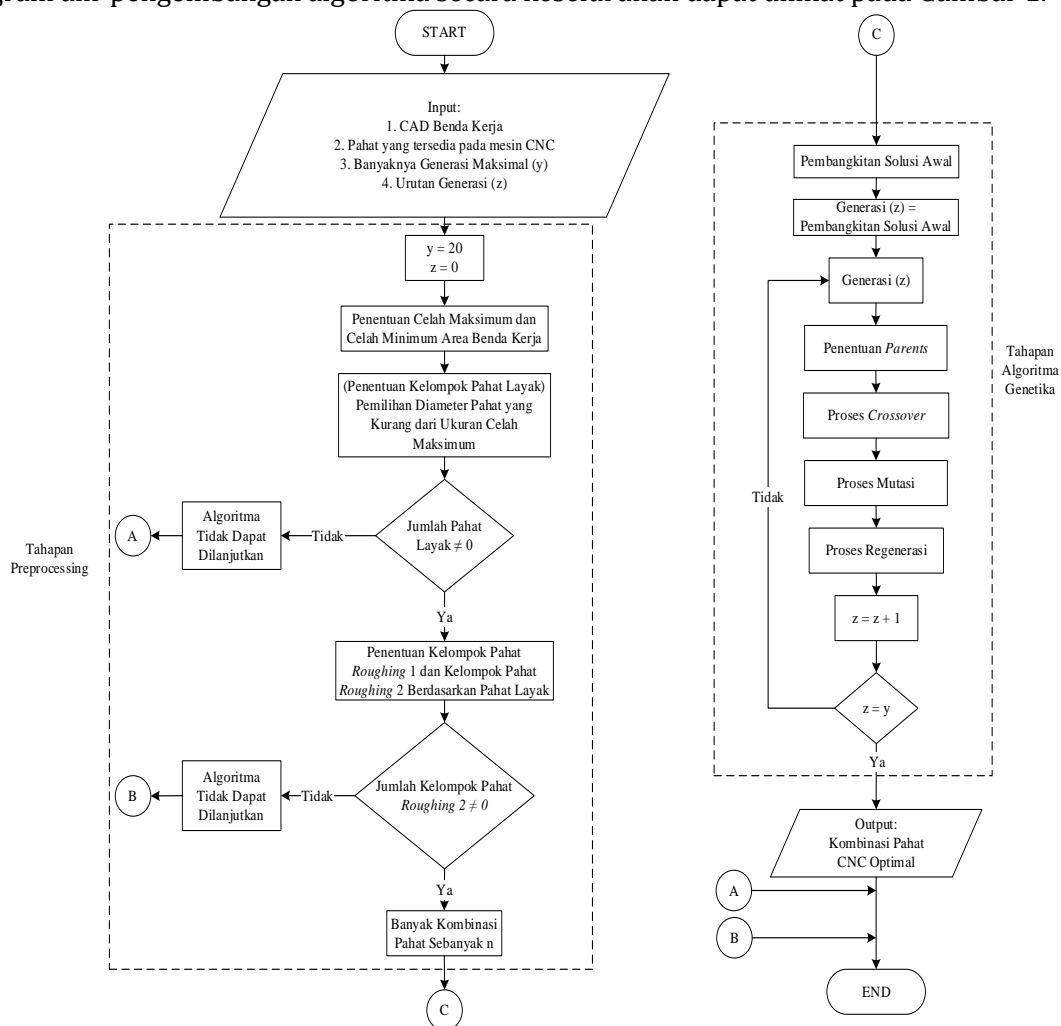 START
Input:
1. CAD Benda Kerja
2. Pahat yang tersedia pada mesin CNC
3. Banyaknya Generasi Maksimal (y)
4. Urutan Generasi (z)
y = 20
z = 0
Penentuan Celah Maksimum dan
Celah Minimum Area Benda Kerja
(Penentuan Kelompok Pahat Layak)
Pemilihan Diameter Pahat yang
Kurang dari Ukuran Celah
Maksimum
Jumlah Pahat
Layak ≠ 0
Tidak
Algoritma
Tidak Dapat
Dilanjutkan
A
Tahapan
Preprocessing
Ya
Penentuan Kelompok Pahat
Roughing 1 dan Kelompok Pahat
Roughing 2 Berdasarkan Pahat Layak
Jumlah Kelompok Pahat
Roughing 2 ≠ 0
Tidak
Algoritma
Tidak Dapat
Dilanjutkan
B
Ya
Banyak Kombinasi
Pahat Sebanyak n
C
C
Pembangkitan Solusi Awal
Generasi (z) =
Pembangkitan Solusi Awal
Generasi (z)
Penentuan Parents
Proses Crossover
Proses Mutasi
Proses Regenerasi
z = z + 1
z = y
Tidak
Tahapan
Algoritma
Genetika
Ya
Output:
Kombinasi Pahat
CNC Optimal
A
B
END